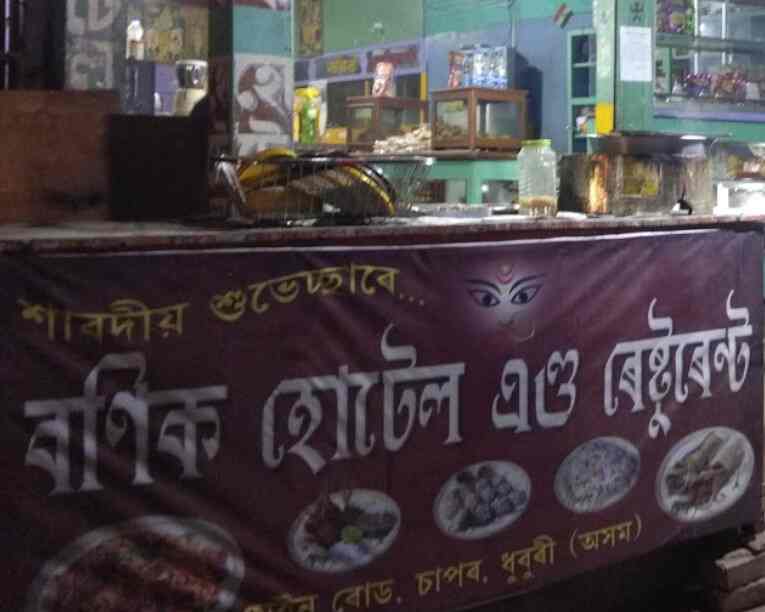 শাৰদীয় শুভেচ্ছাৰে...
বণিক হোটেল এণ্ড ৰেষ্টুৰেন্ট
ৰোড, চাপৰ, ধুবুৰী (অসম)